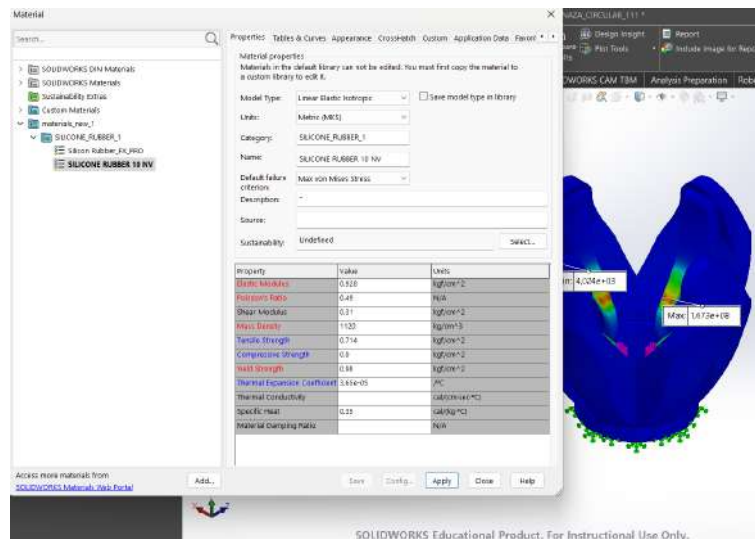 Material
Search...
SOLIDWORKS DIN Materials
SOLIDWORKS Materials
Sustainability Extras
Custom Materials
materials_new_1
SILICONE_RUBBER_1
Silicon Rubber_FX_PRO
SILICONE RUBBER 10 NV
Access more materials from
SOLIDWORKS Materials Web Portal
Add...
Properties Tables & Curves Appearance CrossHatch Custom Application Data Favori
Material properties
Materials in the default library can not be edited. You must first copy the material to
a custom library to edit it.
Model Type: Linear Elastic Isotropic Save model type in library
Units: Metric (MKS)
Category: SILICONE_RUBBER_1
Name: SILICONE RUBBER 10 NV
Default failure criterion: Max von Mises Stress
Description: -
Source:
Sustainability: Undefined Select...
Property Value Units
Elastic Modulus 0.928 kgf/cm^2
Poisson's Ratio 0.49 N/A
Shear Modulus 0.31 kgf/cm^2
Mass Density 1120 kg/m^3
Tensile Strength 0.714 kgf/cm^2
Compressive Strength kgf/cm^2
Yield Strength 0.98 kgf/cm^2
Thermal Expansion Coefficient 3.65e-05 /°C
Thermal Conductivity cal/(cm·sec·°C)
Specific Heat 0.35 cal/(kg·°C)
Material Damping Ratio N/A
Save Config... Apply Close Help
NAZA_CIRCULAR_111 *
Design Insight Report
Plot Tools Include Image for Repo
DWORKS CAM TBM Analysis Preparation Robo
4,024e+03
Max: 1,673e+08
SOLIDWORKS Educational Product. For Instructional Use Only.